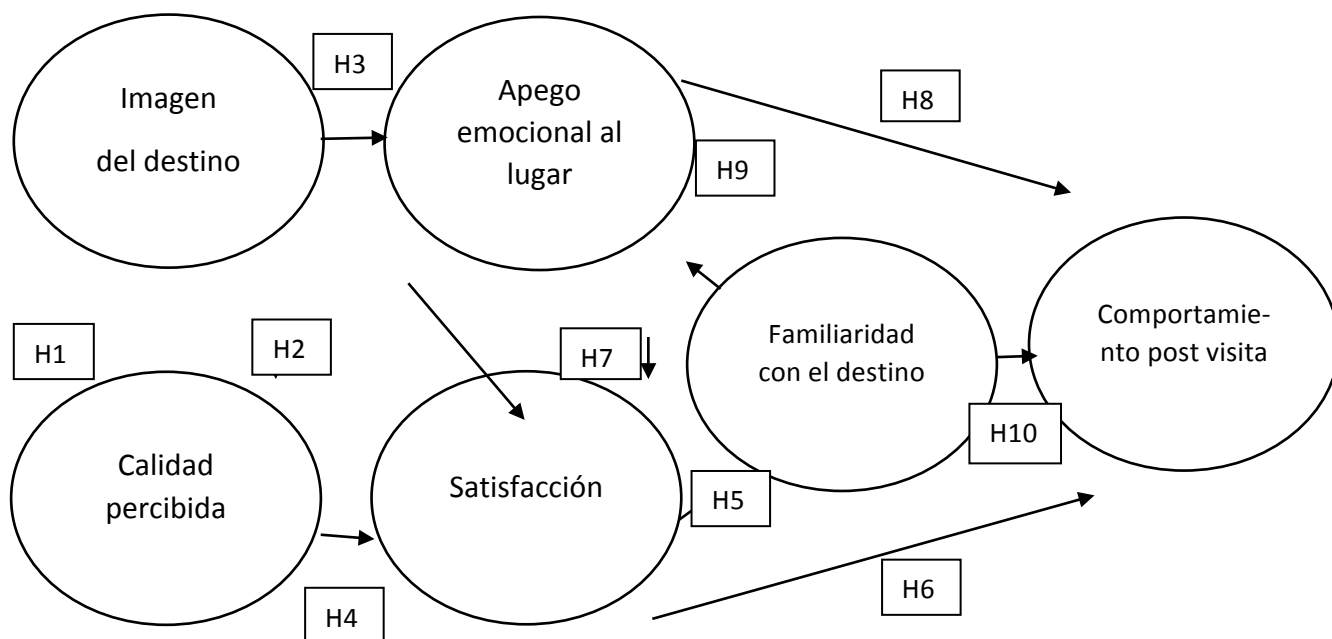 H3
Imagen
del destino
Apego
emocional al
lugar
H8
H9
H1
H2
H7
Familiaridad
con el destino
Comportamie-
nto post visita
H10
Calidad
percibida
Satisfacción
H5
H6
H4